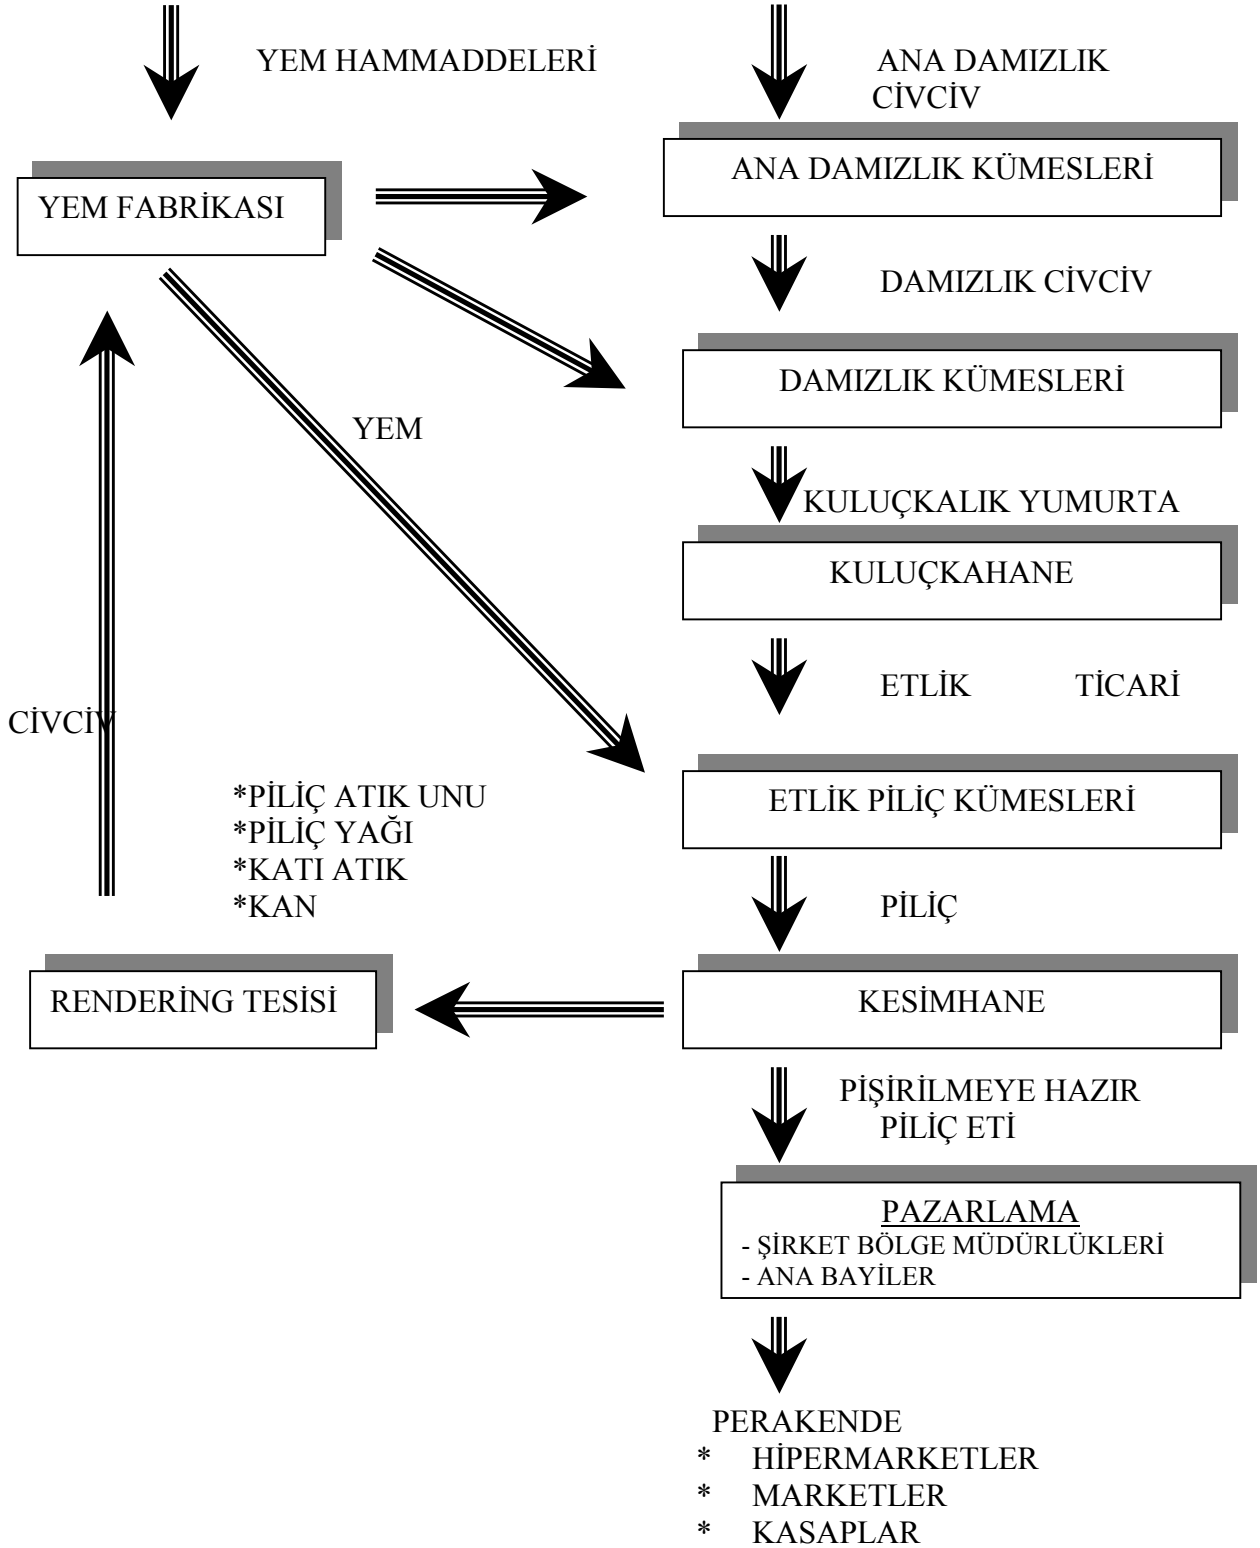 YEM HAMMADDELERİ
ANA DAMIZLIK
CİVCİV
ANA DAMIZLIK KÜMESLERİ
YEM FABRİKASI
DAMIZLIK CİVCİV
DAMIZLIK KÜMESLERİ
YEM
KULUÇKALIK YUMURTA
KULUÇKAHANE
ETLİK TİCARİ
CİVCİV
ETLİK PİLİÇ KÜMESLERİ
*PİLİÇ ATIK UNU
*PİLİÇ YAĞI
*KATI ATIK
*KAN
PİLİÇ
RENDERİNG TESİSİ
KESİMHANE
PİŞİRİLMEYE HAZIR
PİLİÇ ETİ
PAZARLAMA
- ŞİRKET BÖLGE MÜDÜRLÜKLERİ
- ANA BAYİLER
PERAKENDE
* HİPERMARKETLER
* MARKETLER
* KASAPLAR